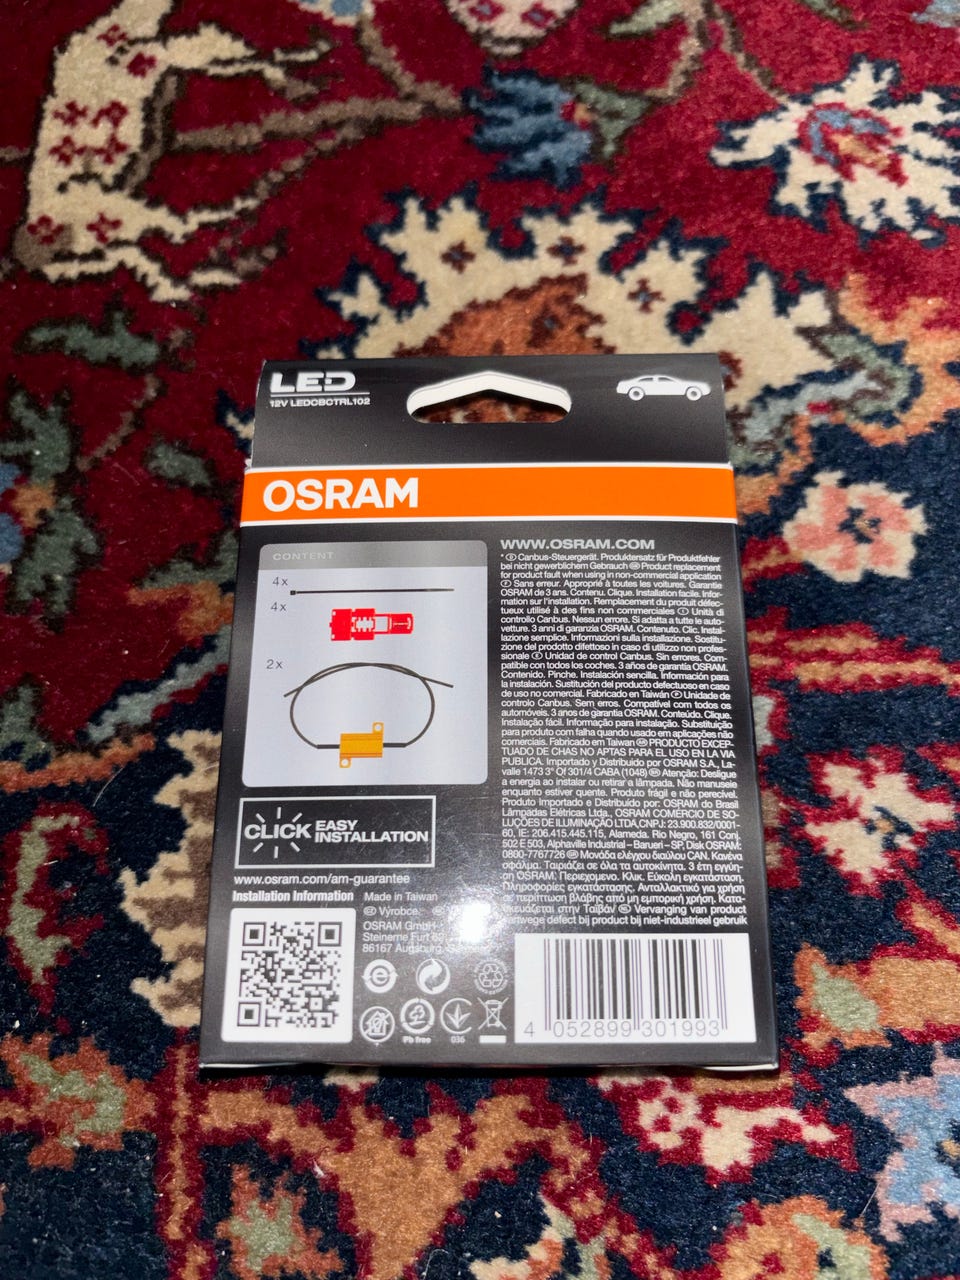 LED
12V LEDCBCTRL102
OSRAM
CONTENT
4x
4x
2x
CLICK EASY
INSTALLATION
www.osram.com/am-guarantee
Installation Information
Made in Taiwan
Výrobce.
OSRAM GmbH
Steinerne Furt 62
86167 Augsburg
Pb free
036
WWW.OSRAM.COM
* Ⓓ Canbus-Steuergerät. Produktersatz für Produktfehler
bei nicht gewerblichem Gebrauch GB Product replacement
for product fault when using in non-commercial application
Ⓕ Sans erreur. Approprié à toutes les voitures. Garantie
OSRAM de 3 ans. Contenu. Clique. Installation facile. Infor-
mation sur l'installation. Remplacement du produit défec-
tueux utilisé à des fins non commerciales Ⓘ Unità di
controllo Canbus. Nessun errore. Si adatta a tutte le auto-
vetture. 3 anni di garanzia OSRAM. Contenuto. Clic. Instal-
lazione semplice. Informazioni sulla installazione. Sostitu-
zione del prodotto difettoso in caso di utilizzo non profes-
sionale Ⓔ Unidad de control Canbus. Sin errores. Com-
patible con todos los coches. 3 años de garantía OSRAM.
Contenido. Pinche. Instalación sencilla. Información para
la instalación. Sustitución del producto defectuoso en caso
de uso no comercial. Fabricado en Taiwán Ⓟ Unidade de
controlo Canbus. Sem erros. Compatível com todos os
automóveis. 3 anos de garantia OSRAM. Conteúdo. Clique.
Instalação fácil. Informação para instalação. Substituição
para produto com falha quando usado em aplicações não
comerciais. Fabricado em Taiwan PRODUCTO EXCEP-
TUADO DE CHAS NO APTAS PARA EL USO EN LA VIA
PUBLICA. Importado y Distribuido por OSRAM S.A., La-
valle 1473 3° Of 301/4 CABA (1048) BR Atenção: Desligue
a energia ao instalar ou retirar a lâmpada. Não manuseie
enquanto estiver quente. Produto frágil e não perecível.
Produto Importado e Distribuído por: OSRAM do Brasil
Lâmpadas Elétricas Ltda., OSRAM COMÉRCIO DE SO-
LUÇÕES DE ILUMINAÇÃO LTDA.CNPJ: 23.900.832/0001-
60, IE: 206.415.445.115, Alameda. Rio Negro, 161 Conj.
502 E 503, Alphaville Industrial – Barueri – SP, Disk OSRAM:
0800-7767726 GR Μονάδα ελέγχου διαύλου CAN. Κανένα
σφάλμα. Ταιριάζει σε όλα τα αυτοκίνητα. 3 έτη εγγύη-
ση OSRAM. Περιεχόμενο. Κλικ. Εύκολη εγκατάσταση.
Πληροφορίες εγκατάστασης. Ανταλλακτικό για χρήση
σε περίπτωση βλάβης από μη εμπορική χρήση. Κατα-
σκευάζεται στην Ταϊβάν NL Vervanging van product
defect bij product bij niet-industrieel gebruik
4 052899 301993